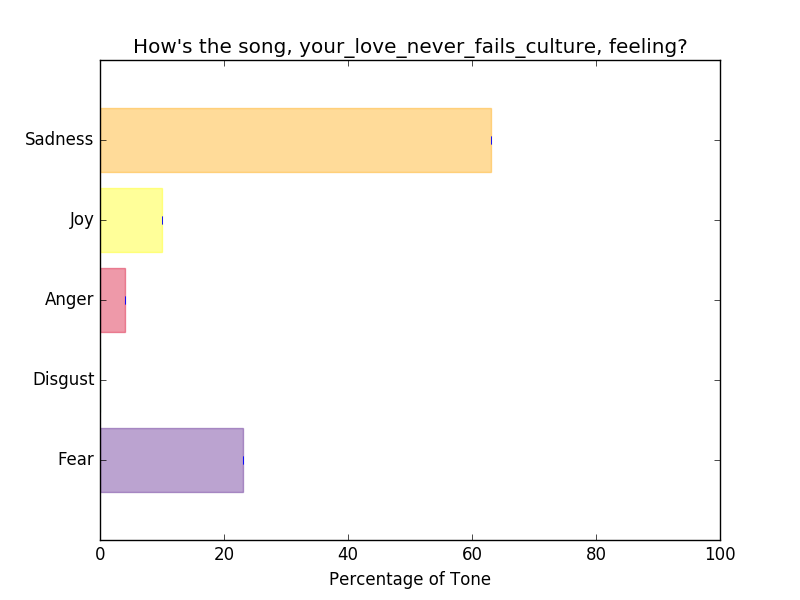 How's the song, your_love_never_fails_culture, feeling?
Sadness
Joy
Anger
Disgust
Fear
0 20 40 60 80 100
Percentage of Tone